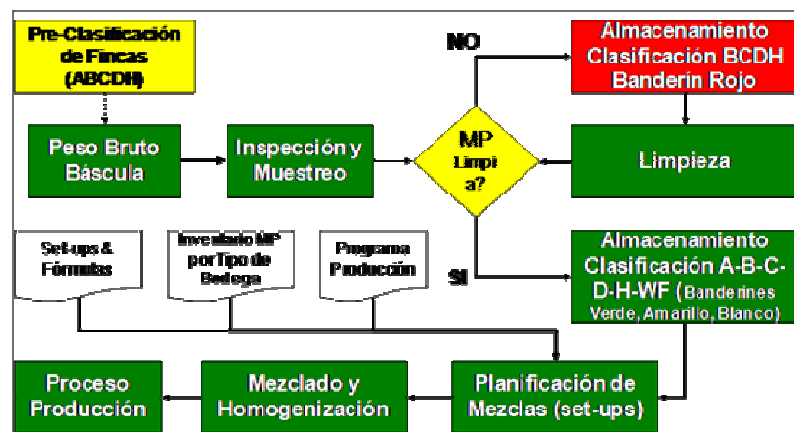 Pre-Clasificación
de Fincas
(ABCDH)
NO
Almacenamiento
Clasificación BCDH
Banderín Rojo
Peso Bruto
Báscula
Inspección y
Muestreo
MP
Limpi
a?
Limpieza
Set-ups &
Fórmulas
Inventario MP
por Tipo de
Bodega
Programa
Producción
SI
Almacenamiento
Clasificación A-B-C-
D-H-WF (Banderines
Verde, Amarillo, Blanco)
Proceso
Producción
Mezclado y
Homogenización
Planificación de
Mezclas (set-ups)